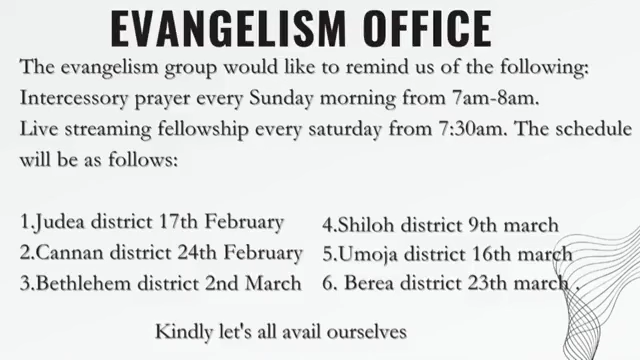 EVANGELISM OFFICE
The evangelism group would like to remind us of the following:
Intercessory prayer every Sunday morning from 7am-8am.
Live streaming fellowship every saturday from 7:30am. The schedule
will be as follows:
1.Judea district 17th February
2.Cannan district 24th February
3.Bethlehem district 2nd March
4.Shiloh district 9th march
5.Umoja district 16th march
6. Berea district 23th march .
Kindly let's all avail ourselves